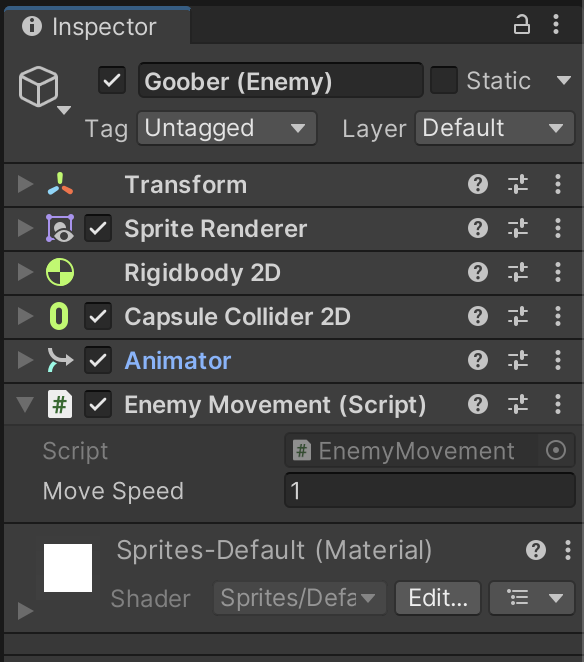 Inspector
Goober (Enemy)
Static
Tag Untagged Layer Default
Transform
Sprite Renderer
Rigidbody 2D
Capsule Collider 2D
Animator
# Enemy Movement (Script)
Script # EnemyMovement
Move Speed 1
Sprites-Default (Material)
Shader Sprites/Defa Edit...